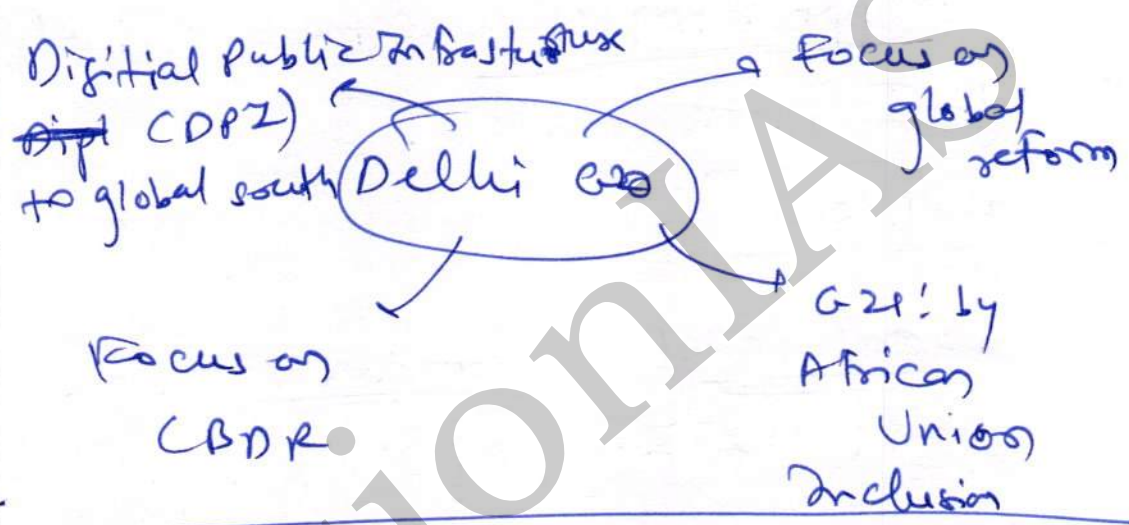 Digitial Public Infrastructure
(DPI)
to global south
Delhi G20
Focus on
global
reform
Focus on
CBDR
G21: by
African
Union
Inclusion
ionIAS